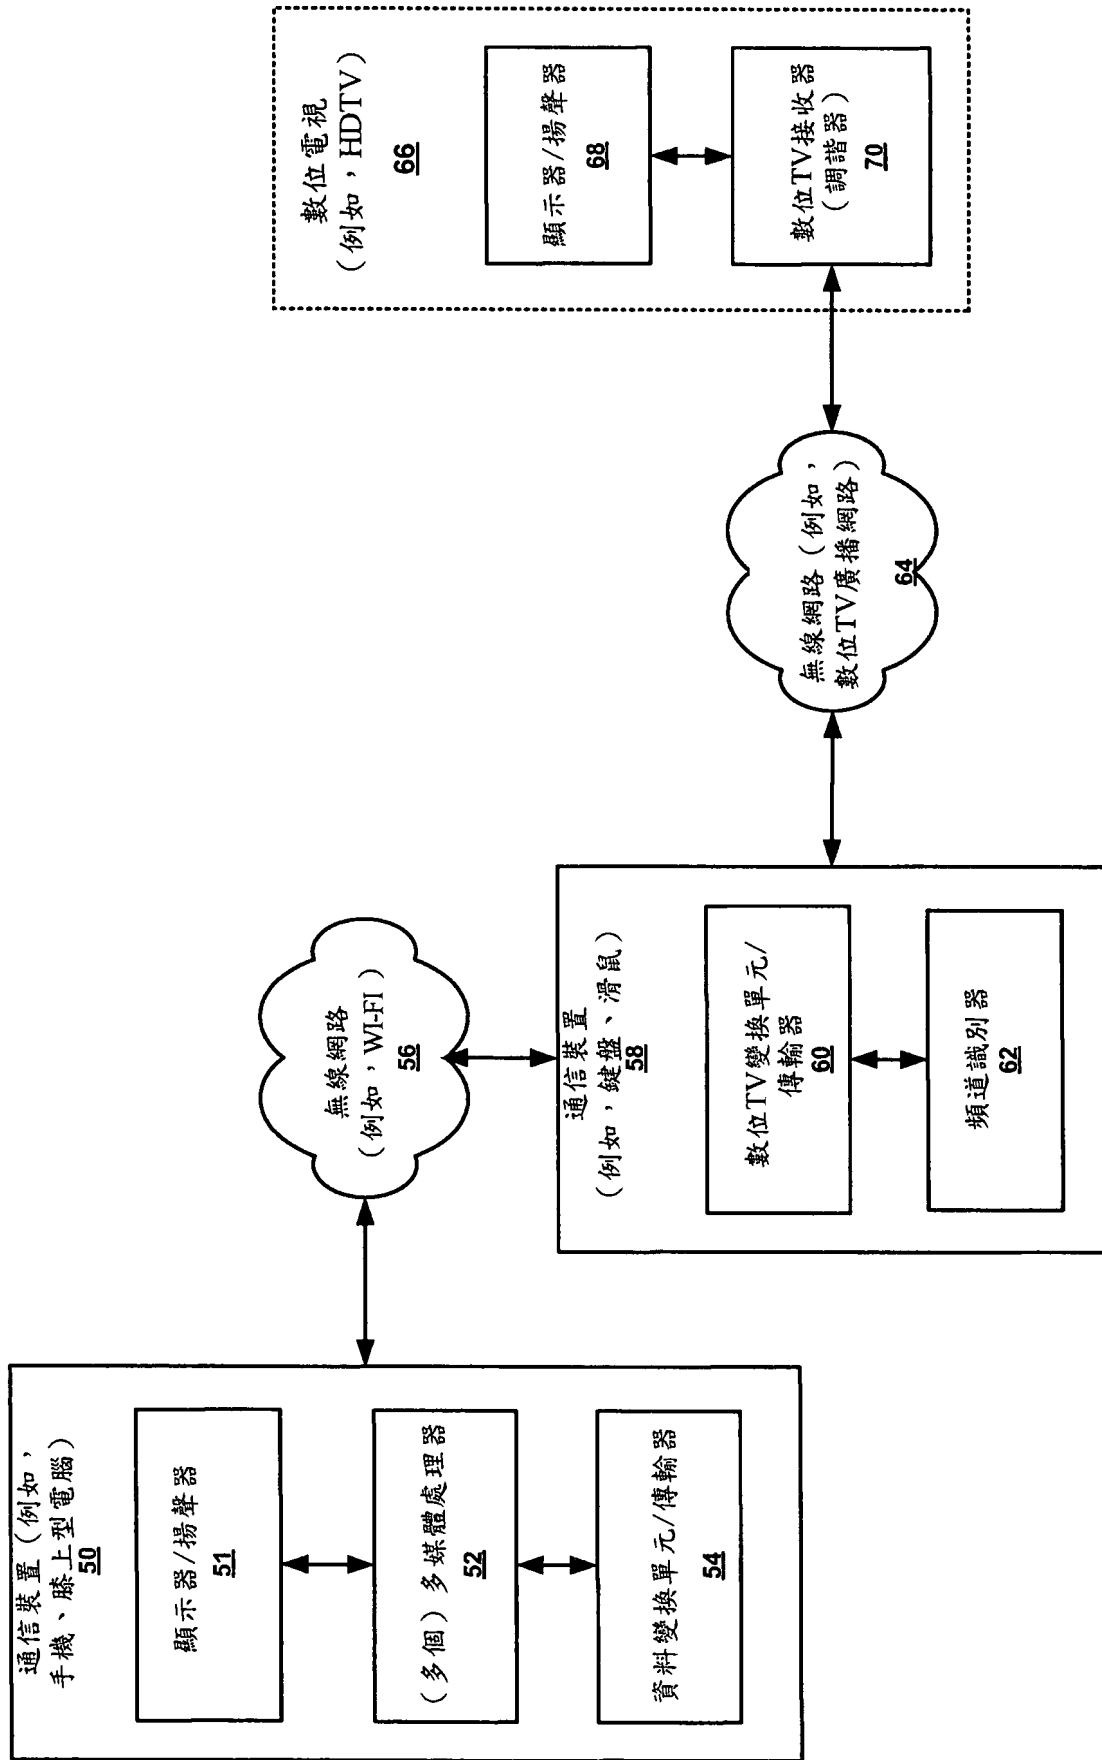 通信裝置（例如，
手機、膝上型電腦）
50
顯示器/揚聲器
51
（多個）多媒體處理器
52
資料變換單元/傳輸器
54
無線網路
（例如，WI-FI）
56
通信裝置
（例如，鍵盤、滑鼠）
58
數位TV變換單元/
傳輸器
60
頻道識別器
62
無線網路（例如，
數位TV廣播網路）
64
數位電視
（例如，HDTV）
66
顯示器/揚聲器
68
數位TV接收器
（調諧器）
70